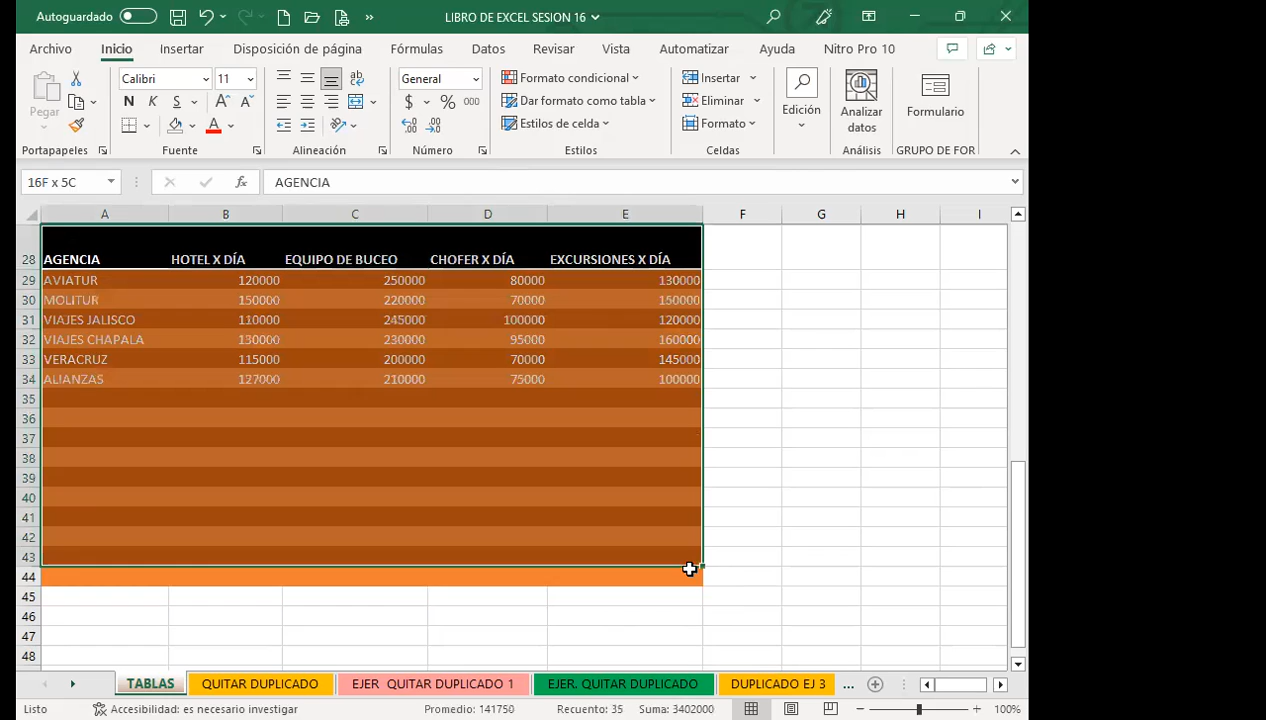 Autoguardado
LIBRO DE EXCEL SESION 16
Archivo Inicio Insertar Disposición de página Fórmulas Datos Revisar Vista Automatizar Ayuda Nitro Pro 10
Pegar
Calibri 11
N K S A A
A
ab c
General
$ % 000
Formato condicional
Dar formato como tabla
Estilos de celda
Insertar
Eliminar
Formato
Edición
Analizar datos
Formulario
Portapapeles Fuente Alineación Número Estilos Celdas Análisis GRUPO DE FOR
16F x 5C fx AGENCIA
A B C D E F G H I
28 AGENCIA HOTEL X DÍA EQUIPO DE BUCEO CHOFER X DÍA EXCURSIONES X DÍA
29 AVIATUR 120000 250000 80000 130000
30 MOLITUR 150000 220000 70000 150000
31 VIAJES JALISCO 110000 245000 100000 120000
32 VIAJES CHAPALA 130000 230000 95000 160000
33 VERACRUZ 115000 200000 70000 145000
34 ALIANZAS 127000 210000 75000 100000
35
36
37
38
39
40
41
42
43
44
45
46
47
48
TABLAS QUITAR DUPLICADO EJER QUITAR DUPLICADO 1 EJER. QUITAR DUPLICADO DUPLICADO EJ 3 ...
Listo Accesibilidad: es necesario investigar Promedio: 141750 Recuento: 35 Suma: 3402000 100%